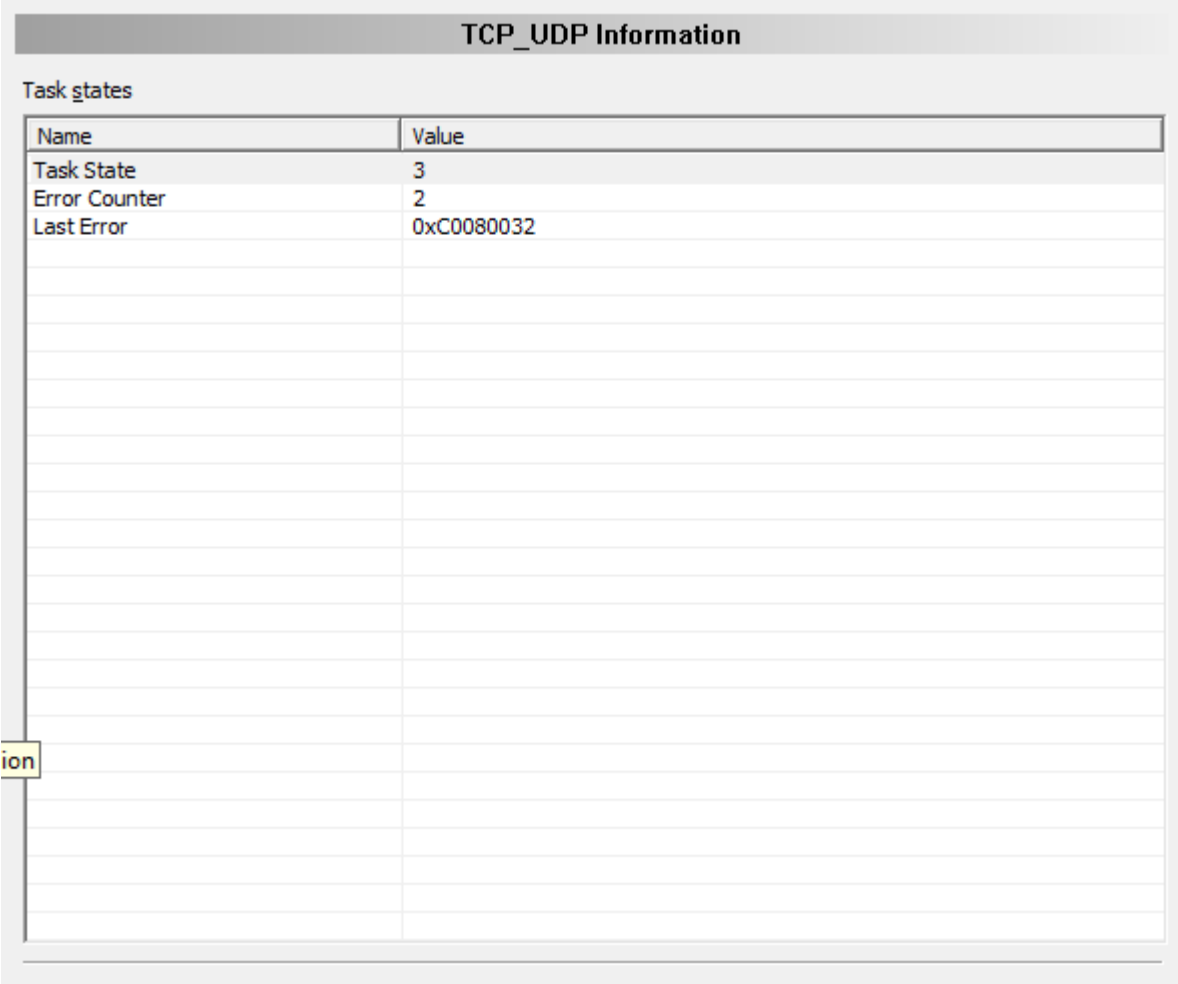 TCP_UDP Information
Task states
Name Value
Task State 3
Error Counter 2
Last Error 0xC0080032
ion